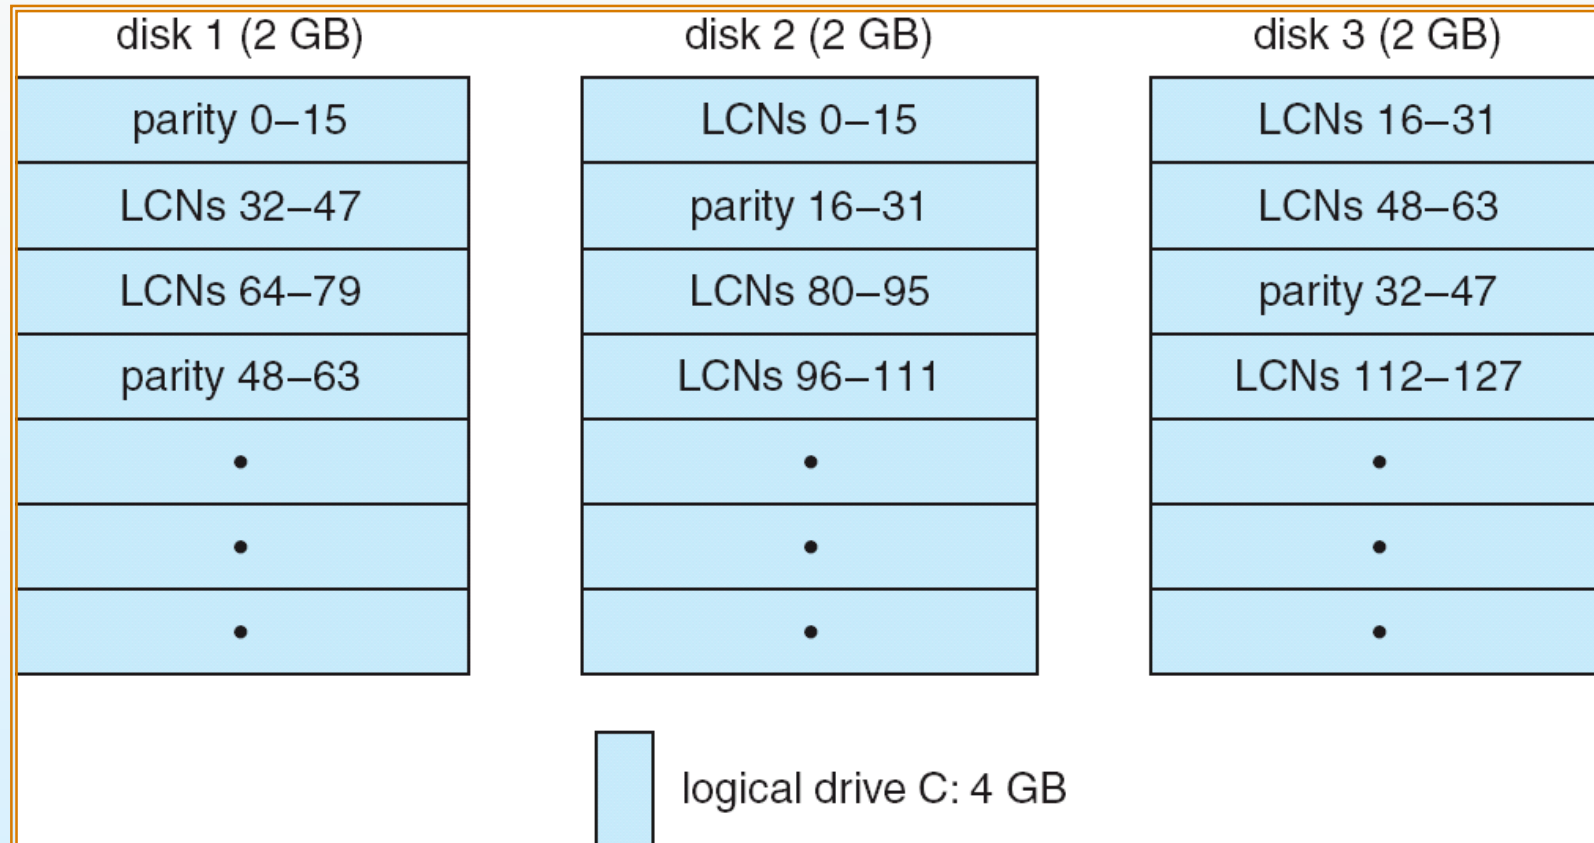 disk 1 (2 GB)
disk 2 (2 GB)
disk 3 (2 GB)
parity 0–15
LCNs 0–15
LCNs 16–31
LCNs 32–47
parity 16–31
LCNs 48–63
LCNs 64–79
LCNs 80–95
parity 32–47
parity 48–63
LCNs 96–111
LCNs 112–127
logical drive C: 4 GB